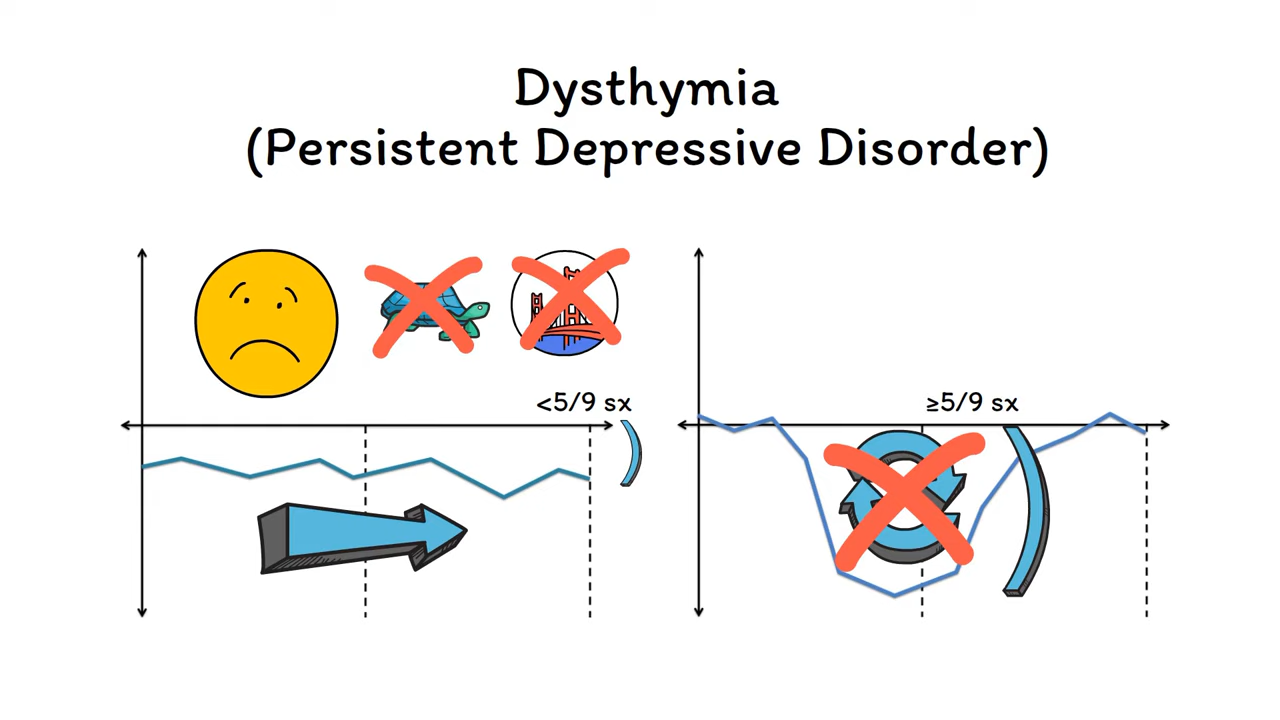 Dysthymia
(Persistent Depressive Disorder)
<5/9 sx
≥5/9 sx